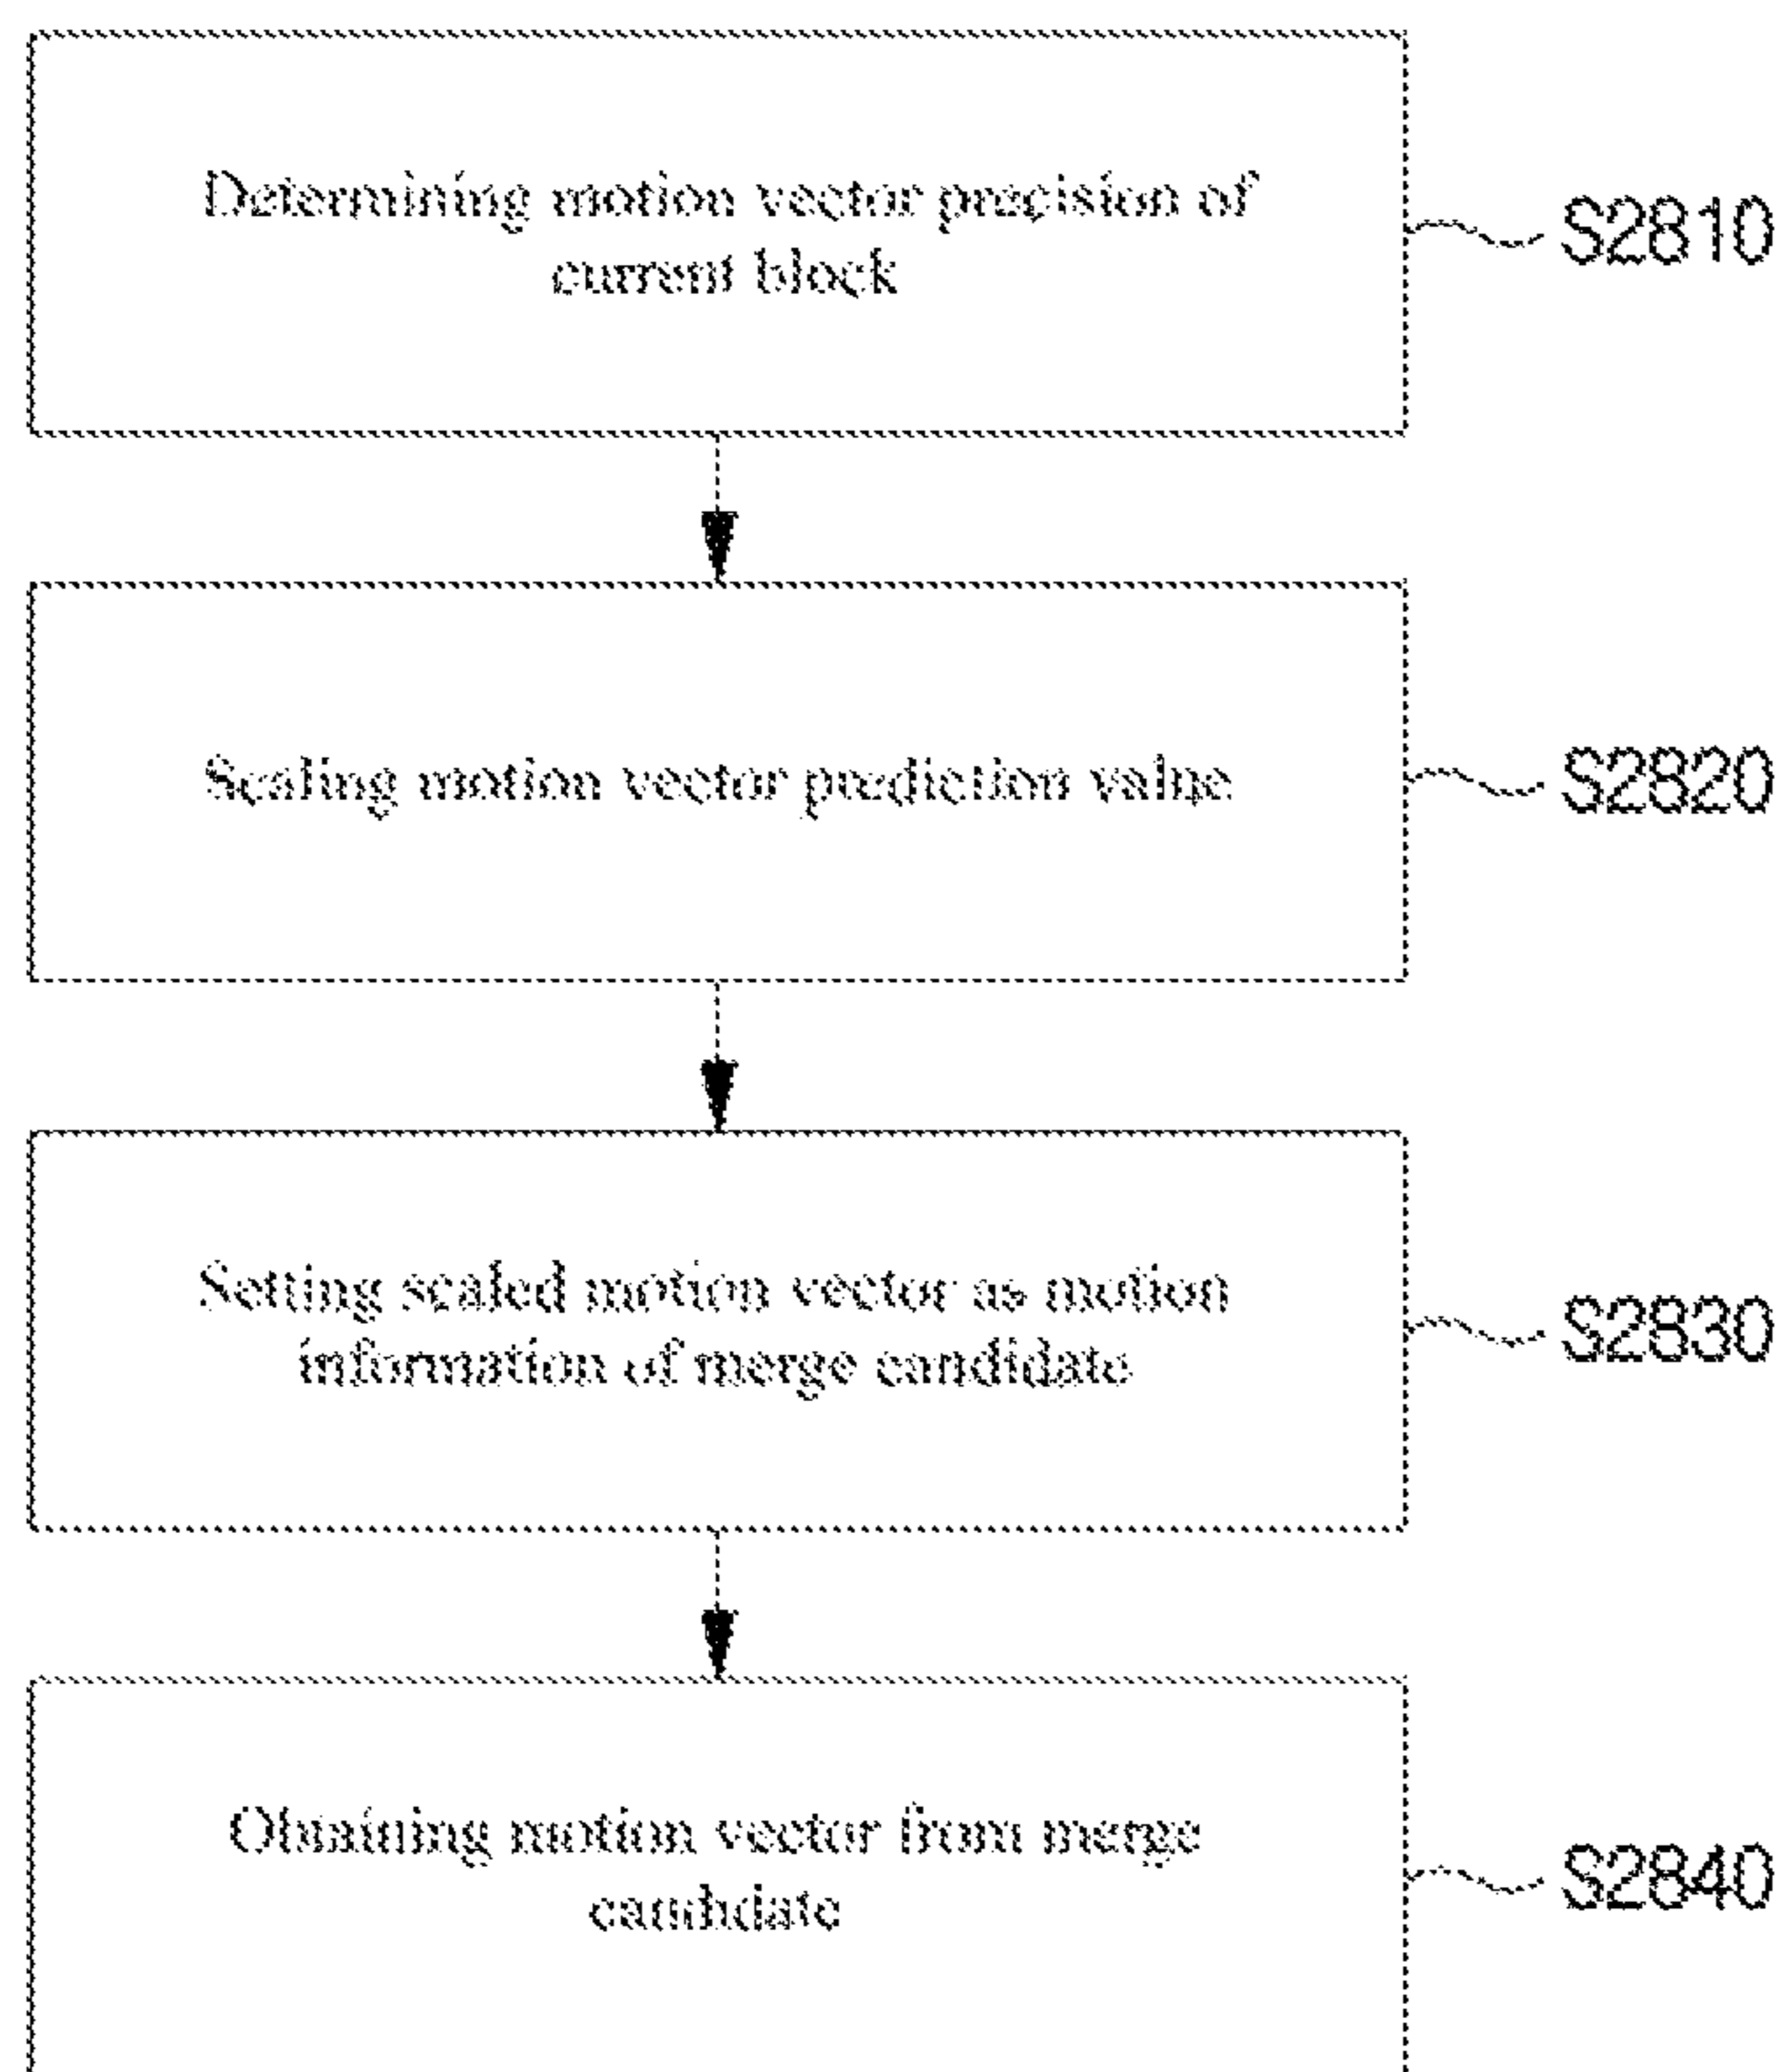 Determining motion vector precision of
current block
S2810
Scaling motion vector prediction value
S2820
Setting scaled motion vector as motion
information of merge candidate
S2830
Obtaining motion vector from merge
candidate
S2840